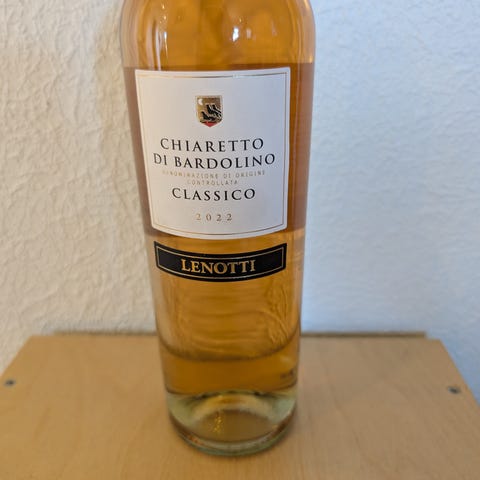 CHIARETTO
DI BARDOLINO
DENOMINAZIONE DI ORIGINE
CONTROLLATA
CLASSICO
2022
LENOTTI